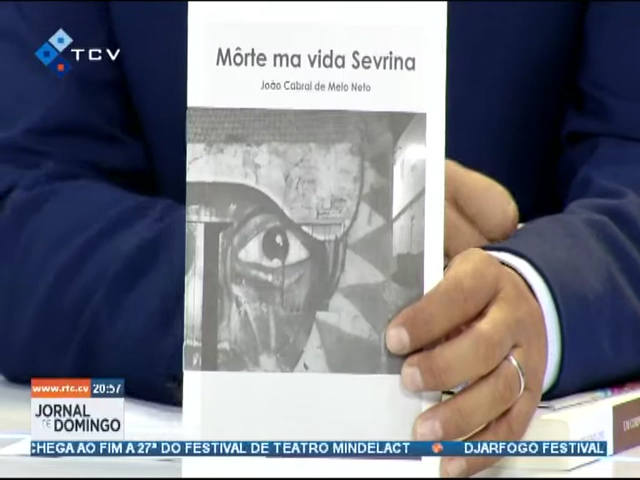 TCV
Môrte ma vida Sevrina
João Cabral de Melo Neto
www.rtc.cv 20:57
JORNAL
DE DOMINGO
CHEGA AO FIM A 27ª DO FESTIVAL DE TEATRO MINDELACT DJARFOGO FESTIVAL